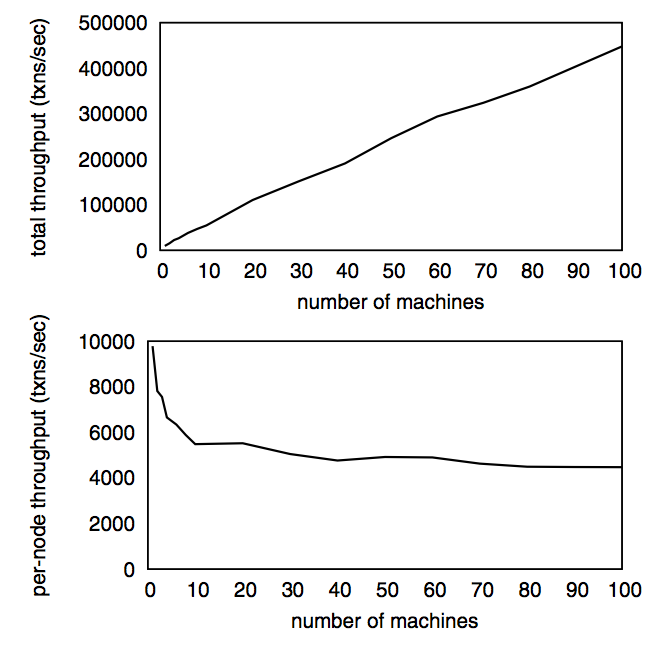 total throughput (txns/sec)
500000
400000
300000
200000
100000
0
0 10 20 30 40 50 60 70 80 90 100
number of machines
per-node throughput (txns/sec)
10000
8000
6000
4000
2000
0
0 10 20 30 40 50 60 70 80 90 100
number of machines